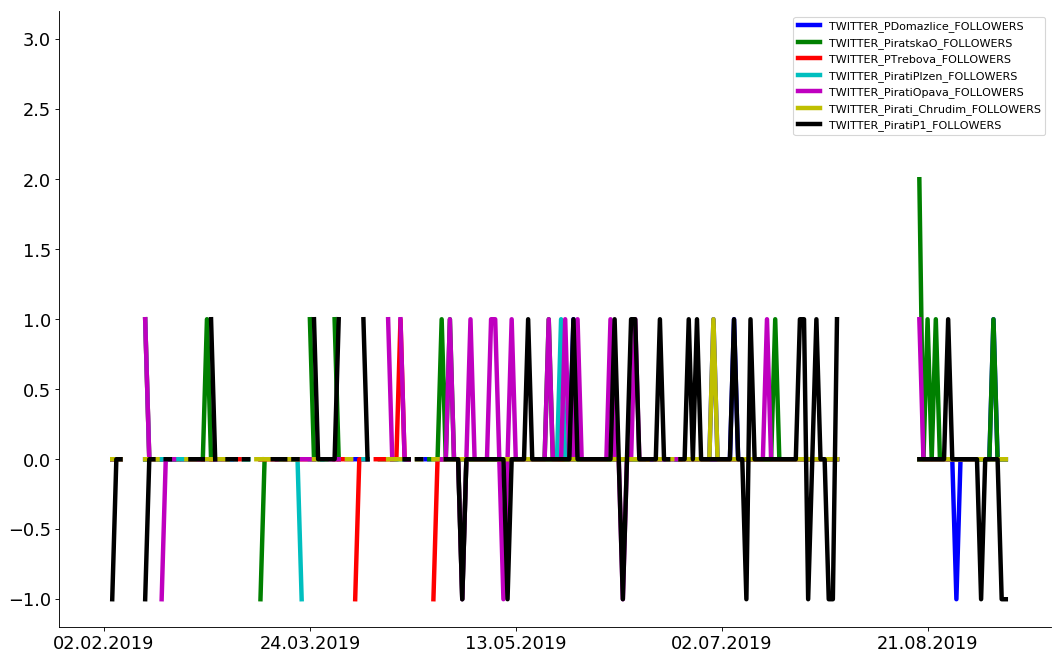 TWITTER_PDomazlice_FOLLOWERS
TWITTER_PiratskaO_FOLLOWERS
TWITTER_PTrebova_FOLLOWERS
TWITTER_PiratiPlzen_FOLLOWERS
TWITTER_PiratiOpava_FOLLOWERS
TWITTER_Pirati_Chrudim_FOLLOWERS
TWITTER_PiratiP1_FOLLOWERS
3.0
2.5
2.0
1.5
1.0
0.5
0.0
−0.5
−1.0
02.02.2019 24.03.2019 13.05.2019 02.07.2019 21.08.2019